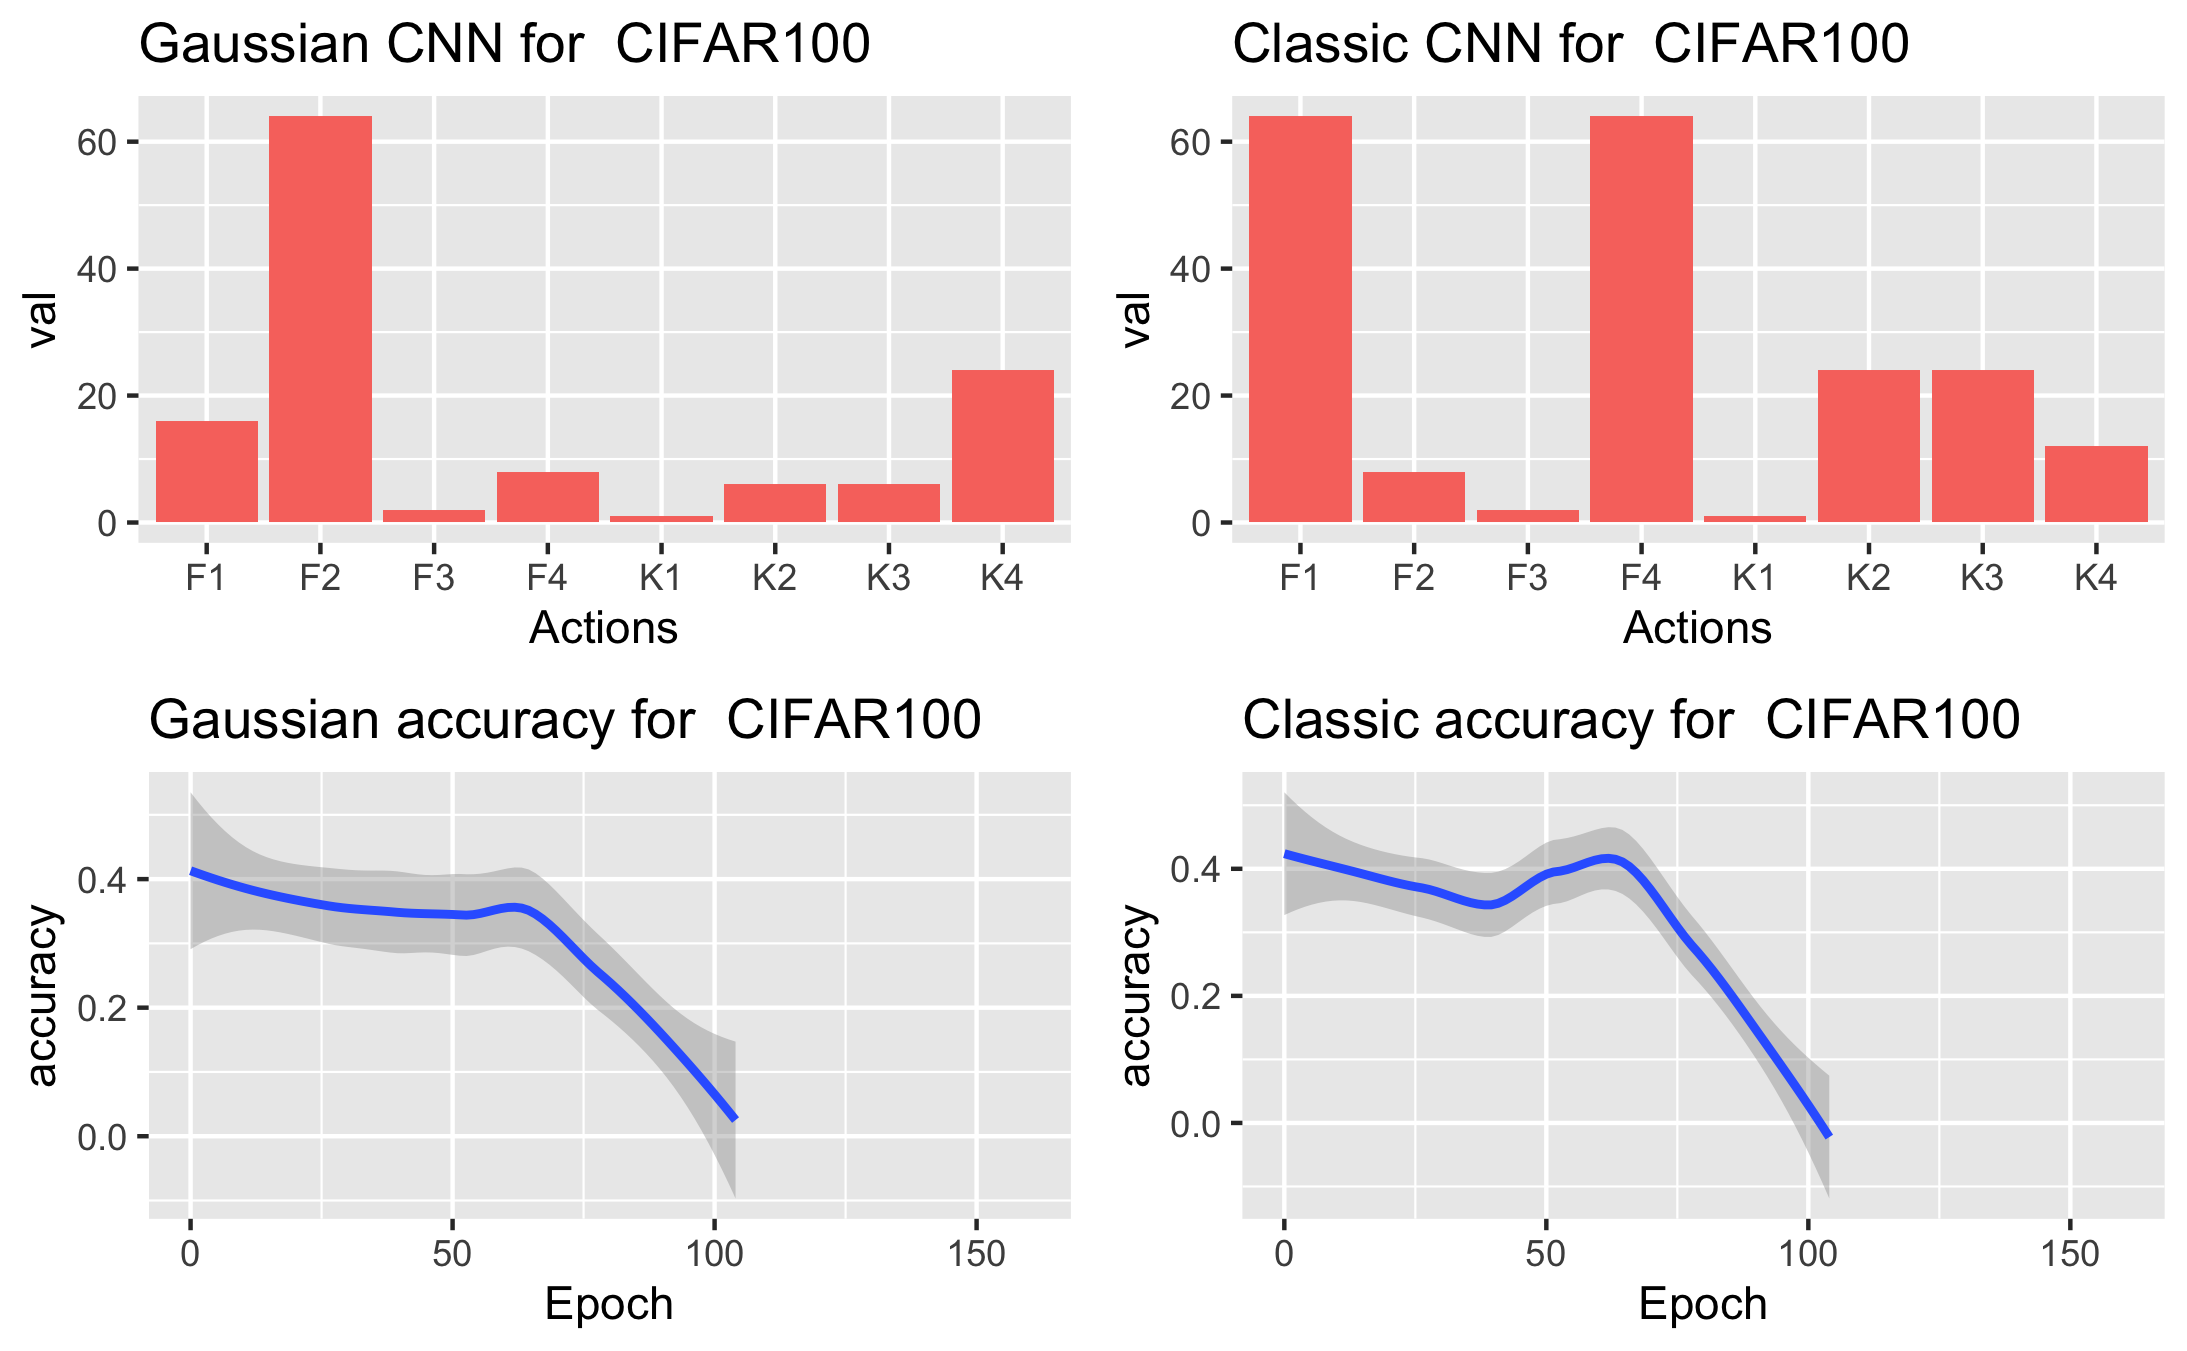 Gaussian CNN for  CIFAR100
60
40
20
0
val
F1 F2 F3 F4 K1 K2 K3 K4
Actions
Classic CNN for  CIFAR100
60
40
20
0
val
F1 F2 F3 F4 K1 K2 K3 K4
Actions
Gaussian accuracy for  CIFAR100
0.4
0.2
0.0
accuracy
0 50 100 150
Epoch
Classic accuracy for  CIFAR100
0.4
0.2
0.0
accuracy
0 50 100 150
Epoch